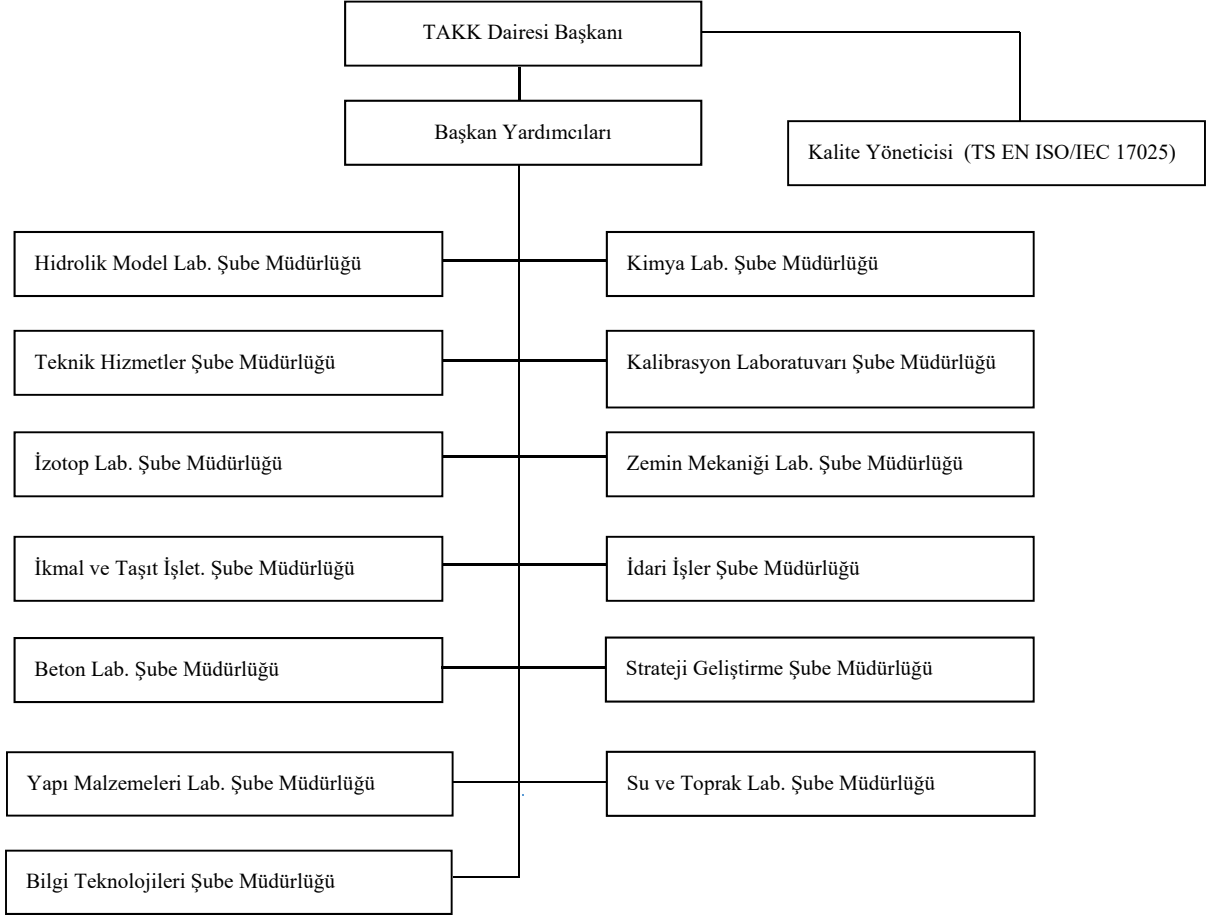 TAKK Dairesi Başkanı
Başkan Yardımcıları
Kalite Yöneticisi (TS EN ISO/IEC 17025)
Hidrolik Model Lab. Şube Müdürlüğü
Kimya Lab. Şube Müdürlüğü
Teknik Hizmetler Şube Müdürlüğü
Kalibrasyon Laboratuvarı Şube Müdürlüğü
İzotop Lab. Şube Müdürlüğü
Zemin Mekaniği Lab. Şube Müdürlüğü
İkmal ve Taşıt İşlet. Şube Müdürlüğü
İdari İşler Şube Müdürlüğü
Beton Lab. Şube Müdürlüğü
Strateji Geliştirme Şube Müdürlüğü
Yapı Malzemeleri Lab. Şube Müdürlüğü
Su ve Toprak Lab. Şube Müdürlüğü
Bilgi Teknolojileri Şube Müdürlüğü